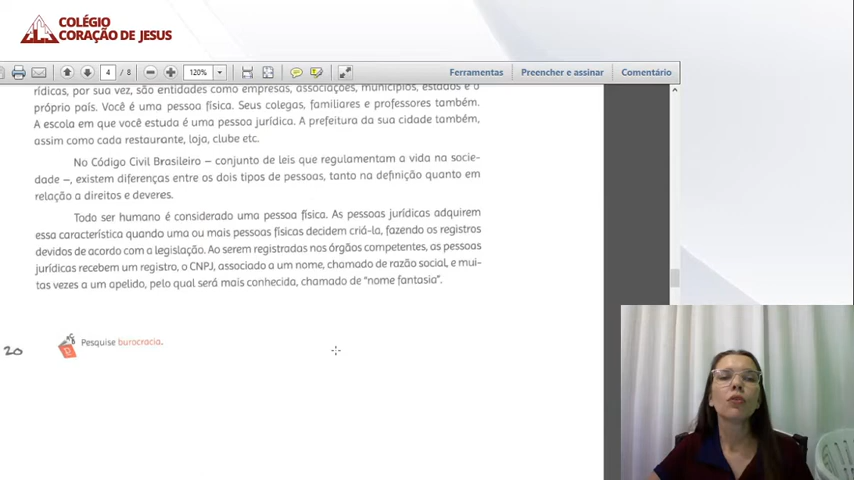 COLÉGIO
CORAÇÃO DE JESUS
4 / 8
120%
Ferramentas
Preencher e assinar
Comentário
rídicas, por sua vez, são entidades como empresas, associações, municípios, estados e o
próprio país. Você é uma pessoa física. Seus colegas, familiares e professores também.
A escola em que você estuda é uma pessoa jurídica. A prefeitura da sua cidade também,
assim como cada restaurante, loja, clube etc.
No Código Civil Brasileiro – conjunto de leis que regulamentam a vida na socie-
dade –, existem diferenças entre os dois tipos de pessoas, tanto na definição quanto em
relação a direitos e deveres.
Todo ser humano é considerado uma pessoa física. As pessoas jurídicas adquirem
essa característica quando uma ou mais pessoas físicas decidem criá-la, fazendo os registros
devidos de acordo com a legislação. Ao serem registradas nos órgãos competentes, as pessoas
jurídicas recebem um registro, o CNPJ, associado a um nome, chamado de razão social, e mui-
tas vezes a um apelido, pelo qual será mais conhecida, chamado de “nome fantasia”.
Pesquise burocracia.
20